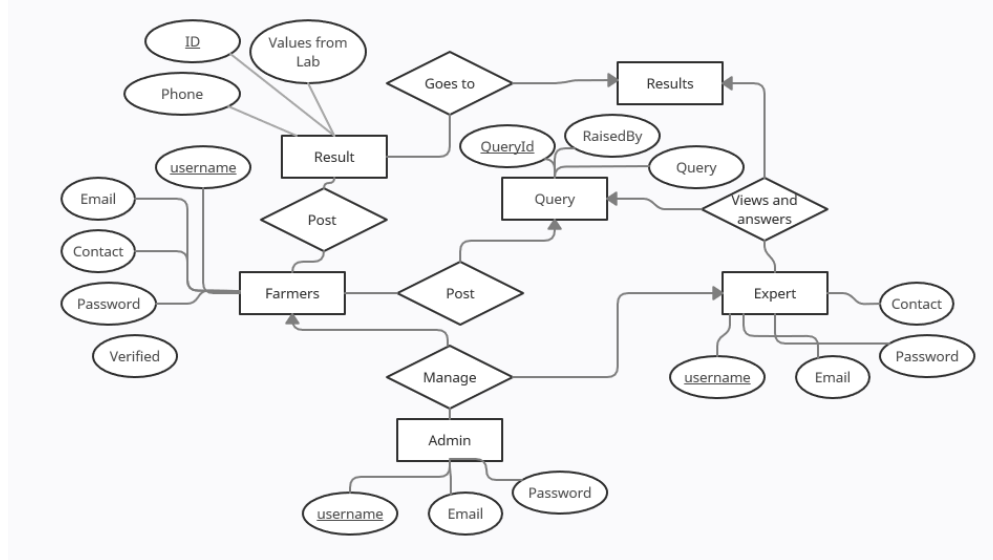 ID
Values from
Lab
Phone
Goes to
Results
Result
QueryId
RaisedBy
Query
username
Email
Post
Query
Views and
answers
Contact
Password
Farmers
Post
Expert
Contact
Verified
Manage
username
Email
Password
Admin
username
Email
Password